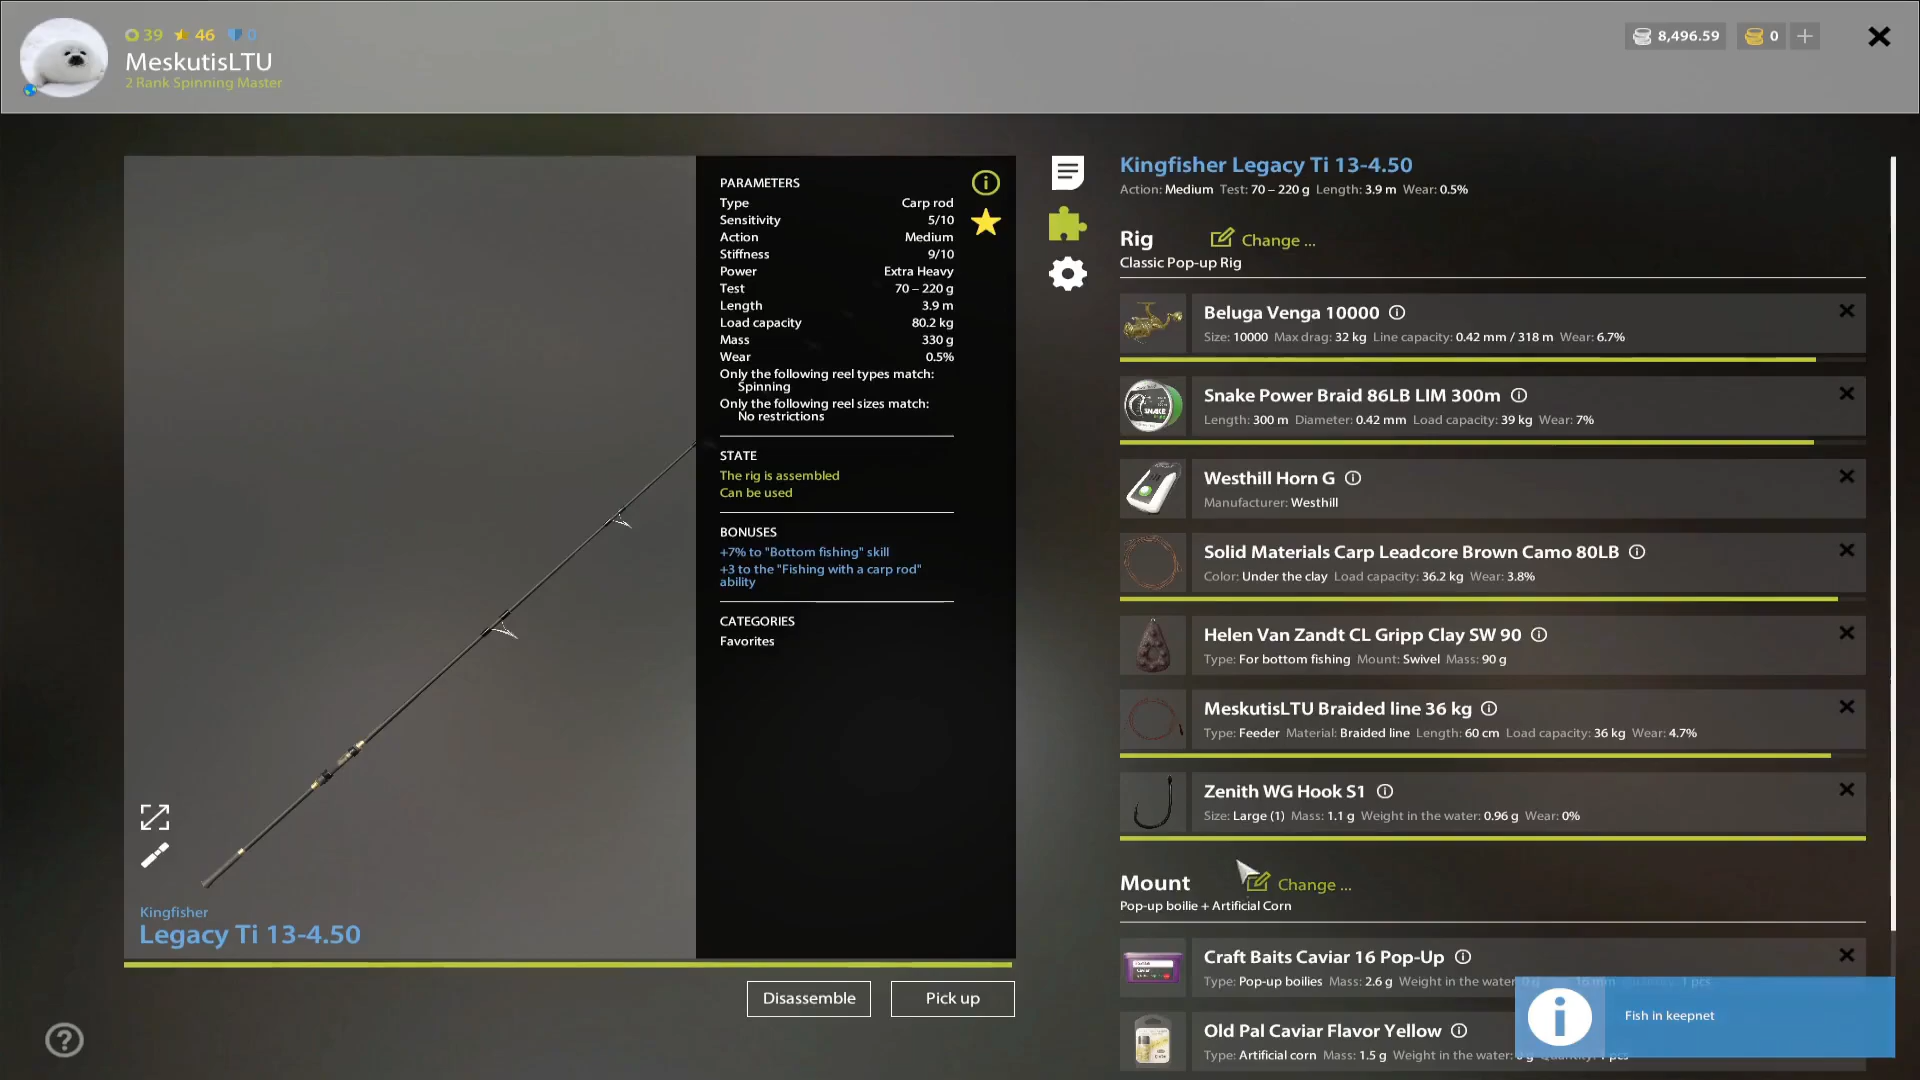 39 46 0
MeskutisLTU
2 Rank Spinning Master
8,496.59 0
PARAMETERS
Type Carp rod
Sensitivity 5/10
Action Medium
Stiffness 9/10
Power Extra Heavy
Test 70 – 220 g
Length 3.9 m
Load capacity 80.2 kg
Mass 330 g
Wear 0.5%
Only the following reel types match:
Spinning
Only the following reel sizes match:
No restrictions
STATE
The rig is assembled
Can be used
BONUSES
+7% to "Bottom fishing" skill
+3 to the "Fishing with a carp rod"
ability
CATEGORIES
Favorites
Kingfisher
Legacy Ti 13-4.50
Disassemble Pick up
Kingfisher Legacy Ti 13-4.50
Action: Medium Test: 70 – 220 g Length: 3.9 m Wear: 0.5%
Rig Change ...
Classic Pop-up Rig
Beluga Venga 10000
Size: 10000 Max drag: 32 kg Line capacity: 0.42 mm / 318 m Wear: 6.7%
Snake Power Braid 86LB LIM 300m
Length: 300 m Diameter: 0.42 mm Load capacity: 39 kg Wear: 7%
Westhill Horn G
Manufacturer: Westhill
Solid Materials Carp Leadcore Brown Camo 80LB
Color: Under the clay Load capacity: 36.2 kg Wear: 3.8%
Helen Van Zandt CL Gripp Clay SW 90
Type: For bottom fishing Mount: Swivel Mass: 90 g
MeskutisLTU Braided line 36 kg
Type: Feeder Material: Braided line Length: 60 cm Load capacity: 36 kg Wear: 4.7%
Zenith WG Hook S1
Size: Large (1) Mass: 1.1 g Weight in the water: 0.96 g Wear: 0%
Mount Change ...
Pop-up boilie + Artificial Corn
Craft Baits Caviar 16 Pop-Up
Type: Pop-up boilies Mass: 2.6 g Weight in the water: 0 g 16 mm 1 pcs
Old Pal Caviar Flavor Yellow
Type: Artificial corn Mass: 1.5 g Weight in the water: 0 g Quantity: 1 pcs
Fish in keepnet